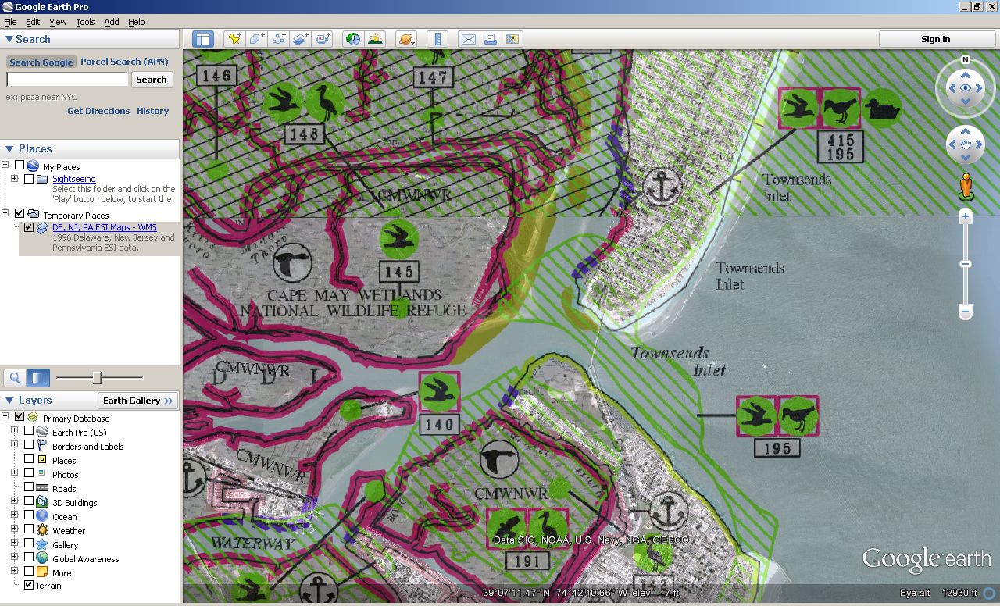 Google Earth Pro
File Edit View Tools Add Help
Search
Sign in
Search Google Parcel Search (APN)
Search
ex: pizza near NYC
Get Directions History
Places
My Places
Sightseeing
Select this folder and click on the
'Play' button below, to start the
Temporary Places
DE, NJ, PA ESI Maps - WMS
1996 Delaware, New Jersey and
Pennsylvania ESI data.
Layers
Earth Gallery »
Primary Database
Earth Pro (US)
Borders and Labels
Places
Photos
Roads
3D Buildings
Ocean
Weather
Gallery
Global Awareness
More
Terrain
N
146
147
148
415
195
Townsends
Inlet
CMWNWR
145
Townsends
Inlet
CAPE MAY WETLANDS
NATIONAL WILDLIFE REFUGE
Townsends
Inlet
CMWNWR
D D I
140
195
CMWNWR
CMWNWR
WATERWAY
191
Data SIO, NOAA, U.S. Navy, NGA, GEBCO
Google earth
39°07'11.47" N 74°42'10.66" W elev -7 ft
Eye alt 12930 ft